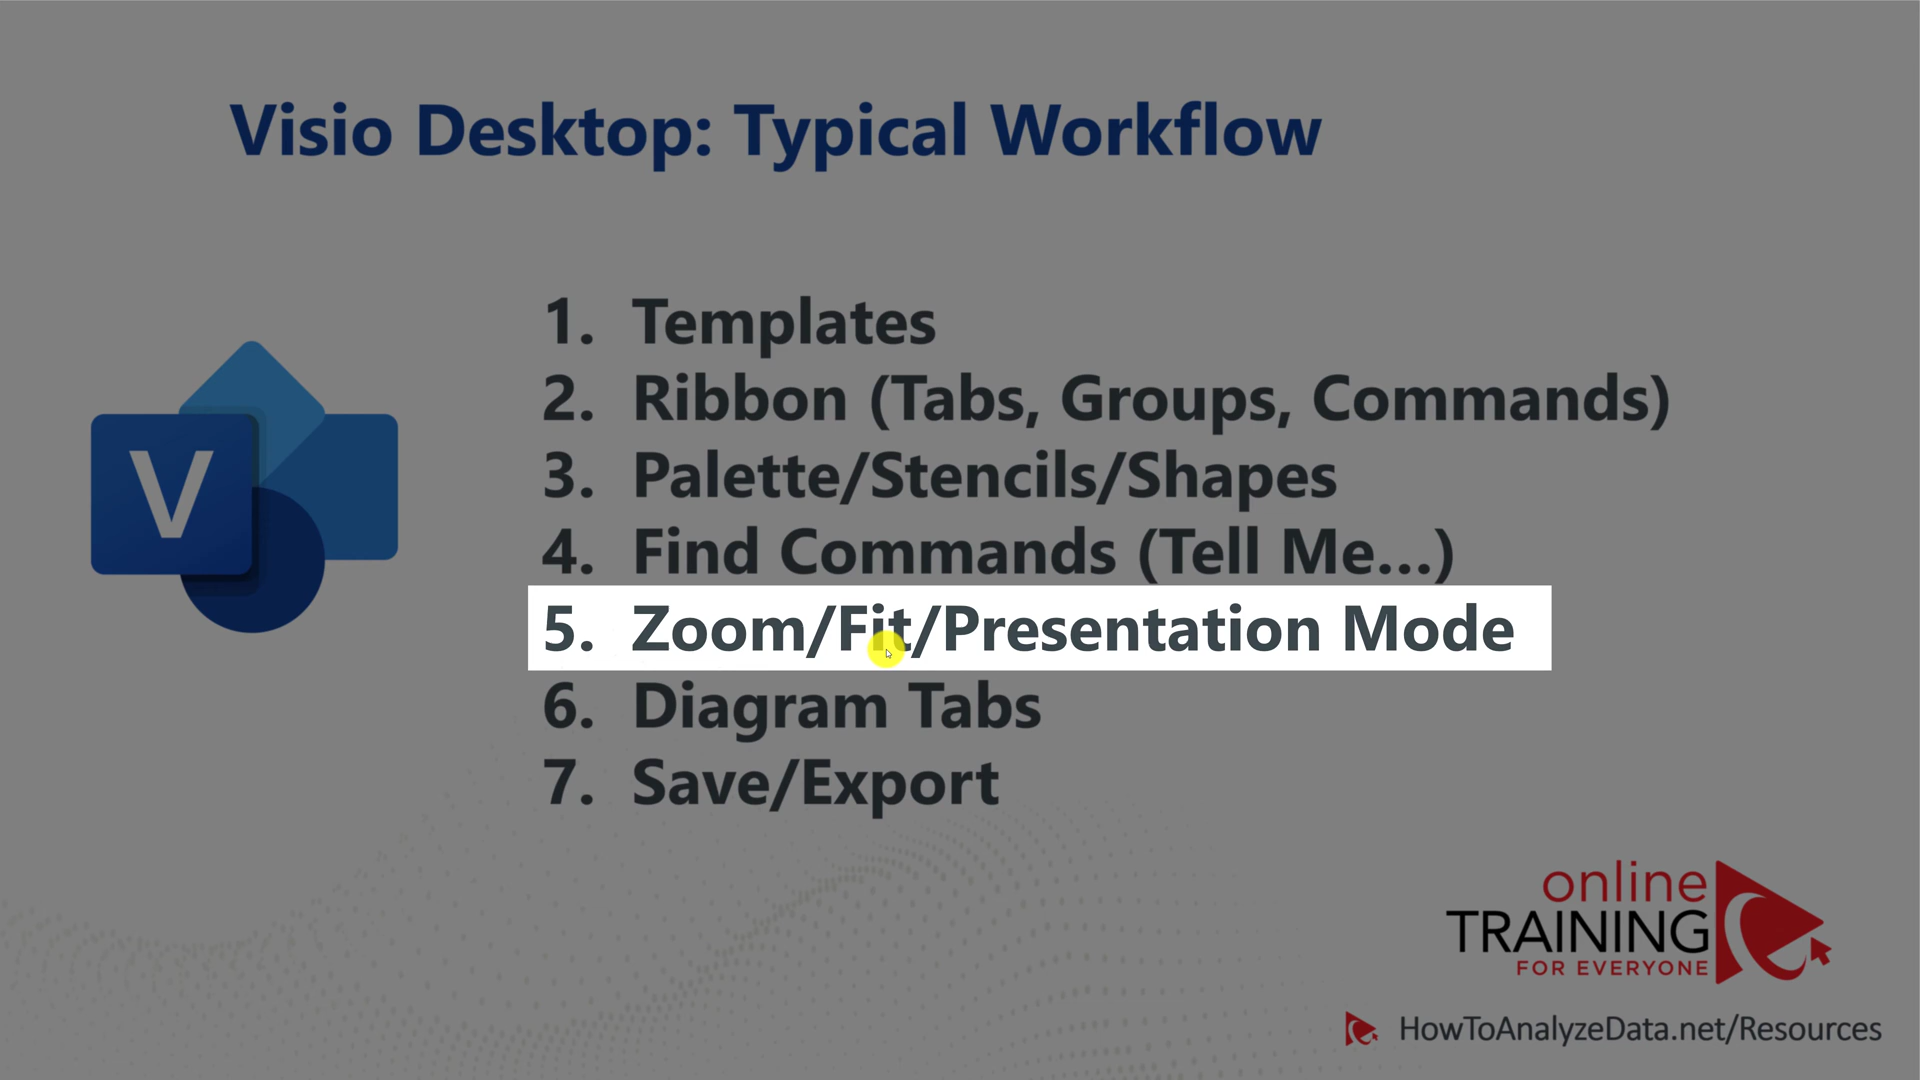 Visio Desktop: Typical Workflow
V
1. Templates
2. Ribbon (Tabs, Groups, Commands)
3. Palette/Stencils/Shapes
4. Find Commands (Tell Me...)
5. Zoom/Fit/Presentation Mode
6. Diagram Tabs
7. Save/Export
online
TRAINING
FOR EVERYONE
HowToAnalyzeData.net/Resources